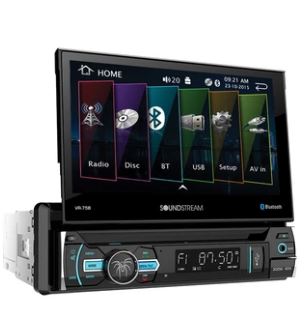 HOME
20
09:21 AM
23-10-2015
Radio
Disc
BT
USB
Setup
AV in
VR-75B
SOUNDSTREAM
Bluetooth
F1 87.50